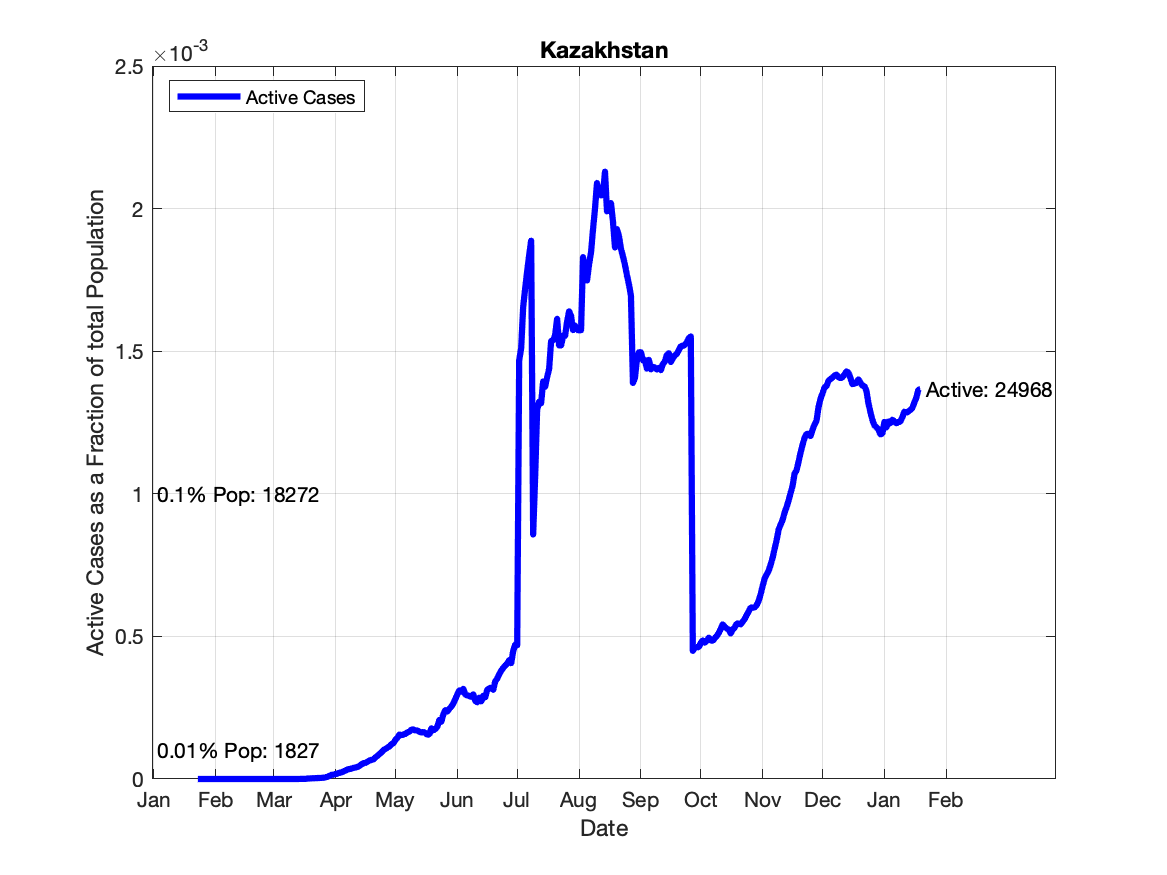 Kazakhstan
×10-3
2.5
2
1.5
1
0.5
0
Active Cases
Active: 24968
0.1% Pop: 18272
0.01% Pop: 1827
Active Cases as a Fraction of total Population
Jan Feb Mar Apr May Jun Jul Aug Sep Oct Nov Dec Jan Feb
Date